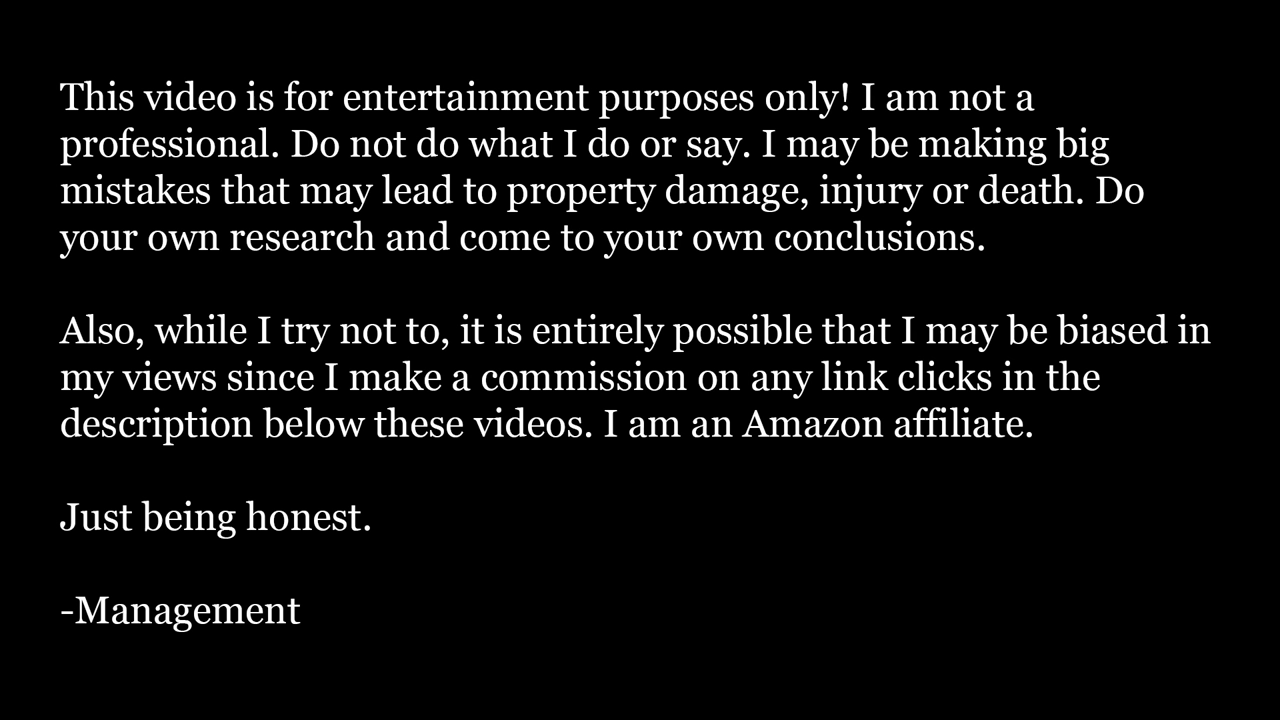 This video is for entertainment purposes only! I am not a
professional. Do not do what I do or say. I may be making big
mistakes that may lead to property damage, injury or death. Do
your own research and come to your own conclusions.
Also, while I try not to, it is entirely possible that I may be biased in
my views since I make a commission on any link clicks in the
description below these videos. I am an Amazon affiliate.
Just being honest.
-Management